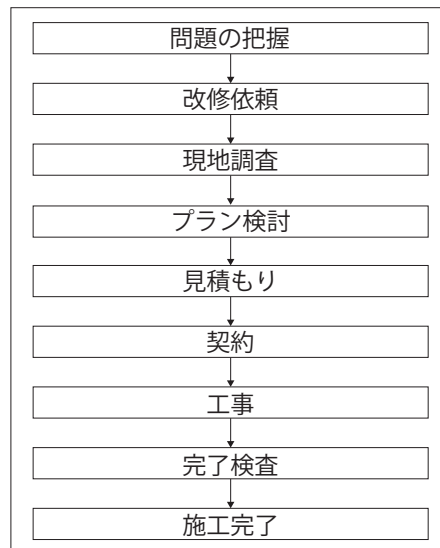 問題の把握
改修依頼
現地調査
プラン検討
見積もり
契約
工事
完了検査
施工完了